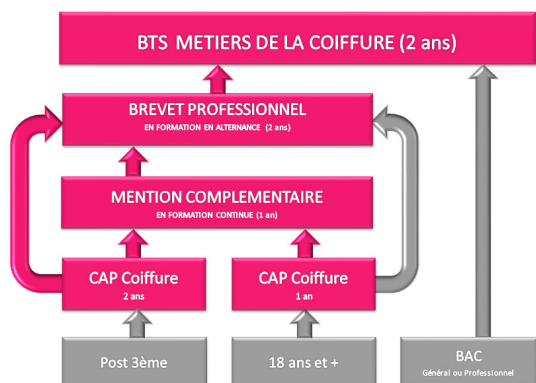 BTS METIERS DE LA COIFFURE (2 ans)
BREVET PROFESSIONNEL
EN FORMATION EN ALTERNANCE (2 ans)
MENTION COMPLEMENTAIRE
EN FORMATION CONTINUE (1 an)
CAP Coiffure
2 ans
CAP Coiffure
1 an
Post 3ème
18 ans et +
BAC
Général ou Professionnel